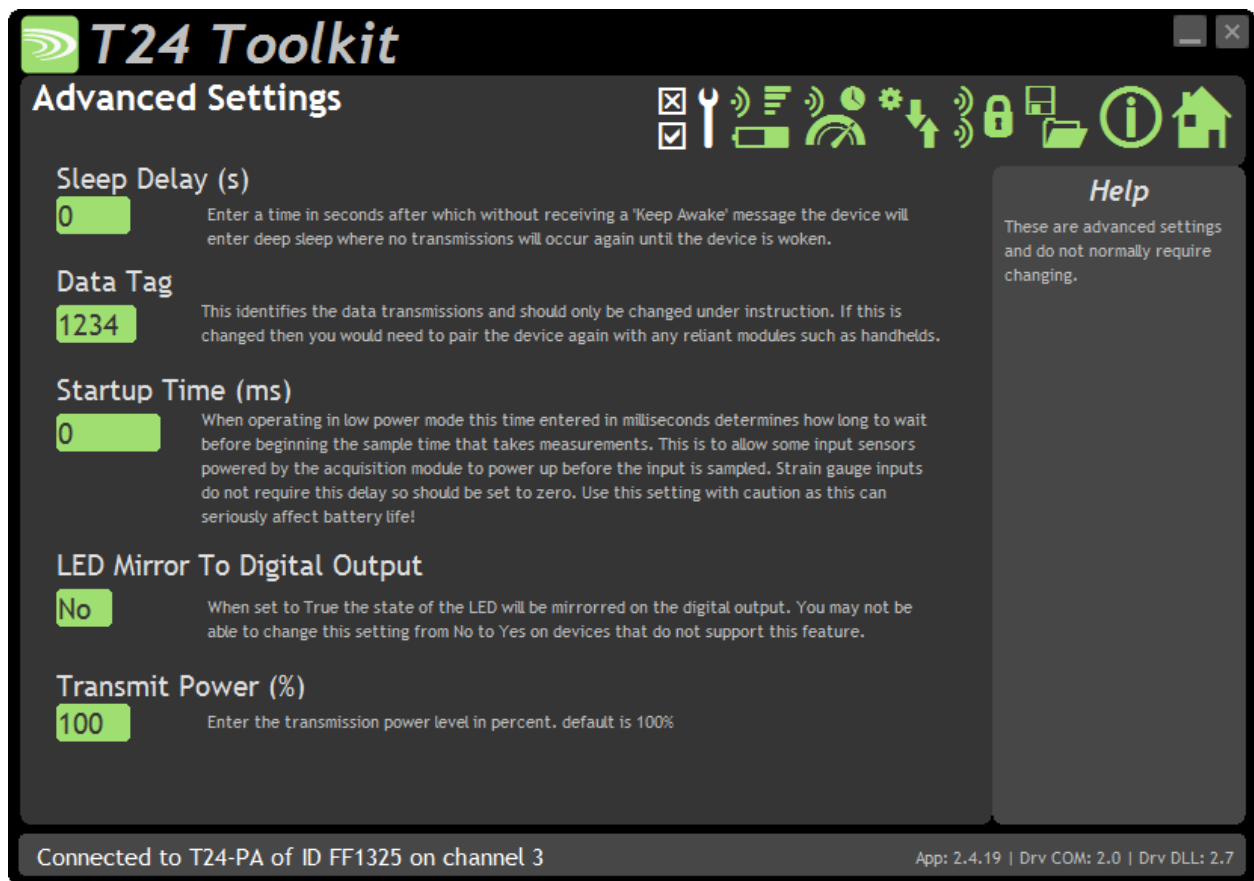 T24 Toolkit
Advanced Settings
Sleep Delay (s)
0
Enter a time in seconds after which without receiving a 'Keep Awake' message the device will
enter deep sleep where no transmissions will occur again until the device is woken.
Data Tag
1234
This identifies the data transmissions and should only be changed under instruction. If this is
changed then you would need to pair the device again with any reliant modules such as handhelds.
Startup Time (ms)
0
When operating in low power mode this time entered in milliseconds determines how long to wait
before beginning the sample time that takes measurements. This is to allow some input sensors
powered by the acquisition module to power up before the input is sampled. Strain gauge inputs
do not require this delay so should be set to zero. Use this setting with caution as this can
seriously affect battery life!
LED Mirror To Digital Output
No
When set to True the state of the LED will be mirrorred on the digital output. You may not be
able to change this setting from No to Yes on devices that do not support this feature.
Transmit Power (%)
100
Enter the transmission power level in percent. default is 100%
Help
These are advanced settings
and do not normally require
changing.
Connected to T24-PA of ID FF1325 on channel 3
App: 2.4.19 | Drv COM: 2.0 | Drv DLL: 2.7